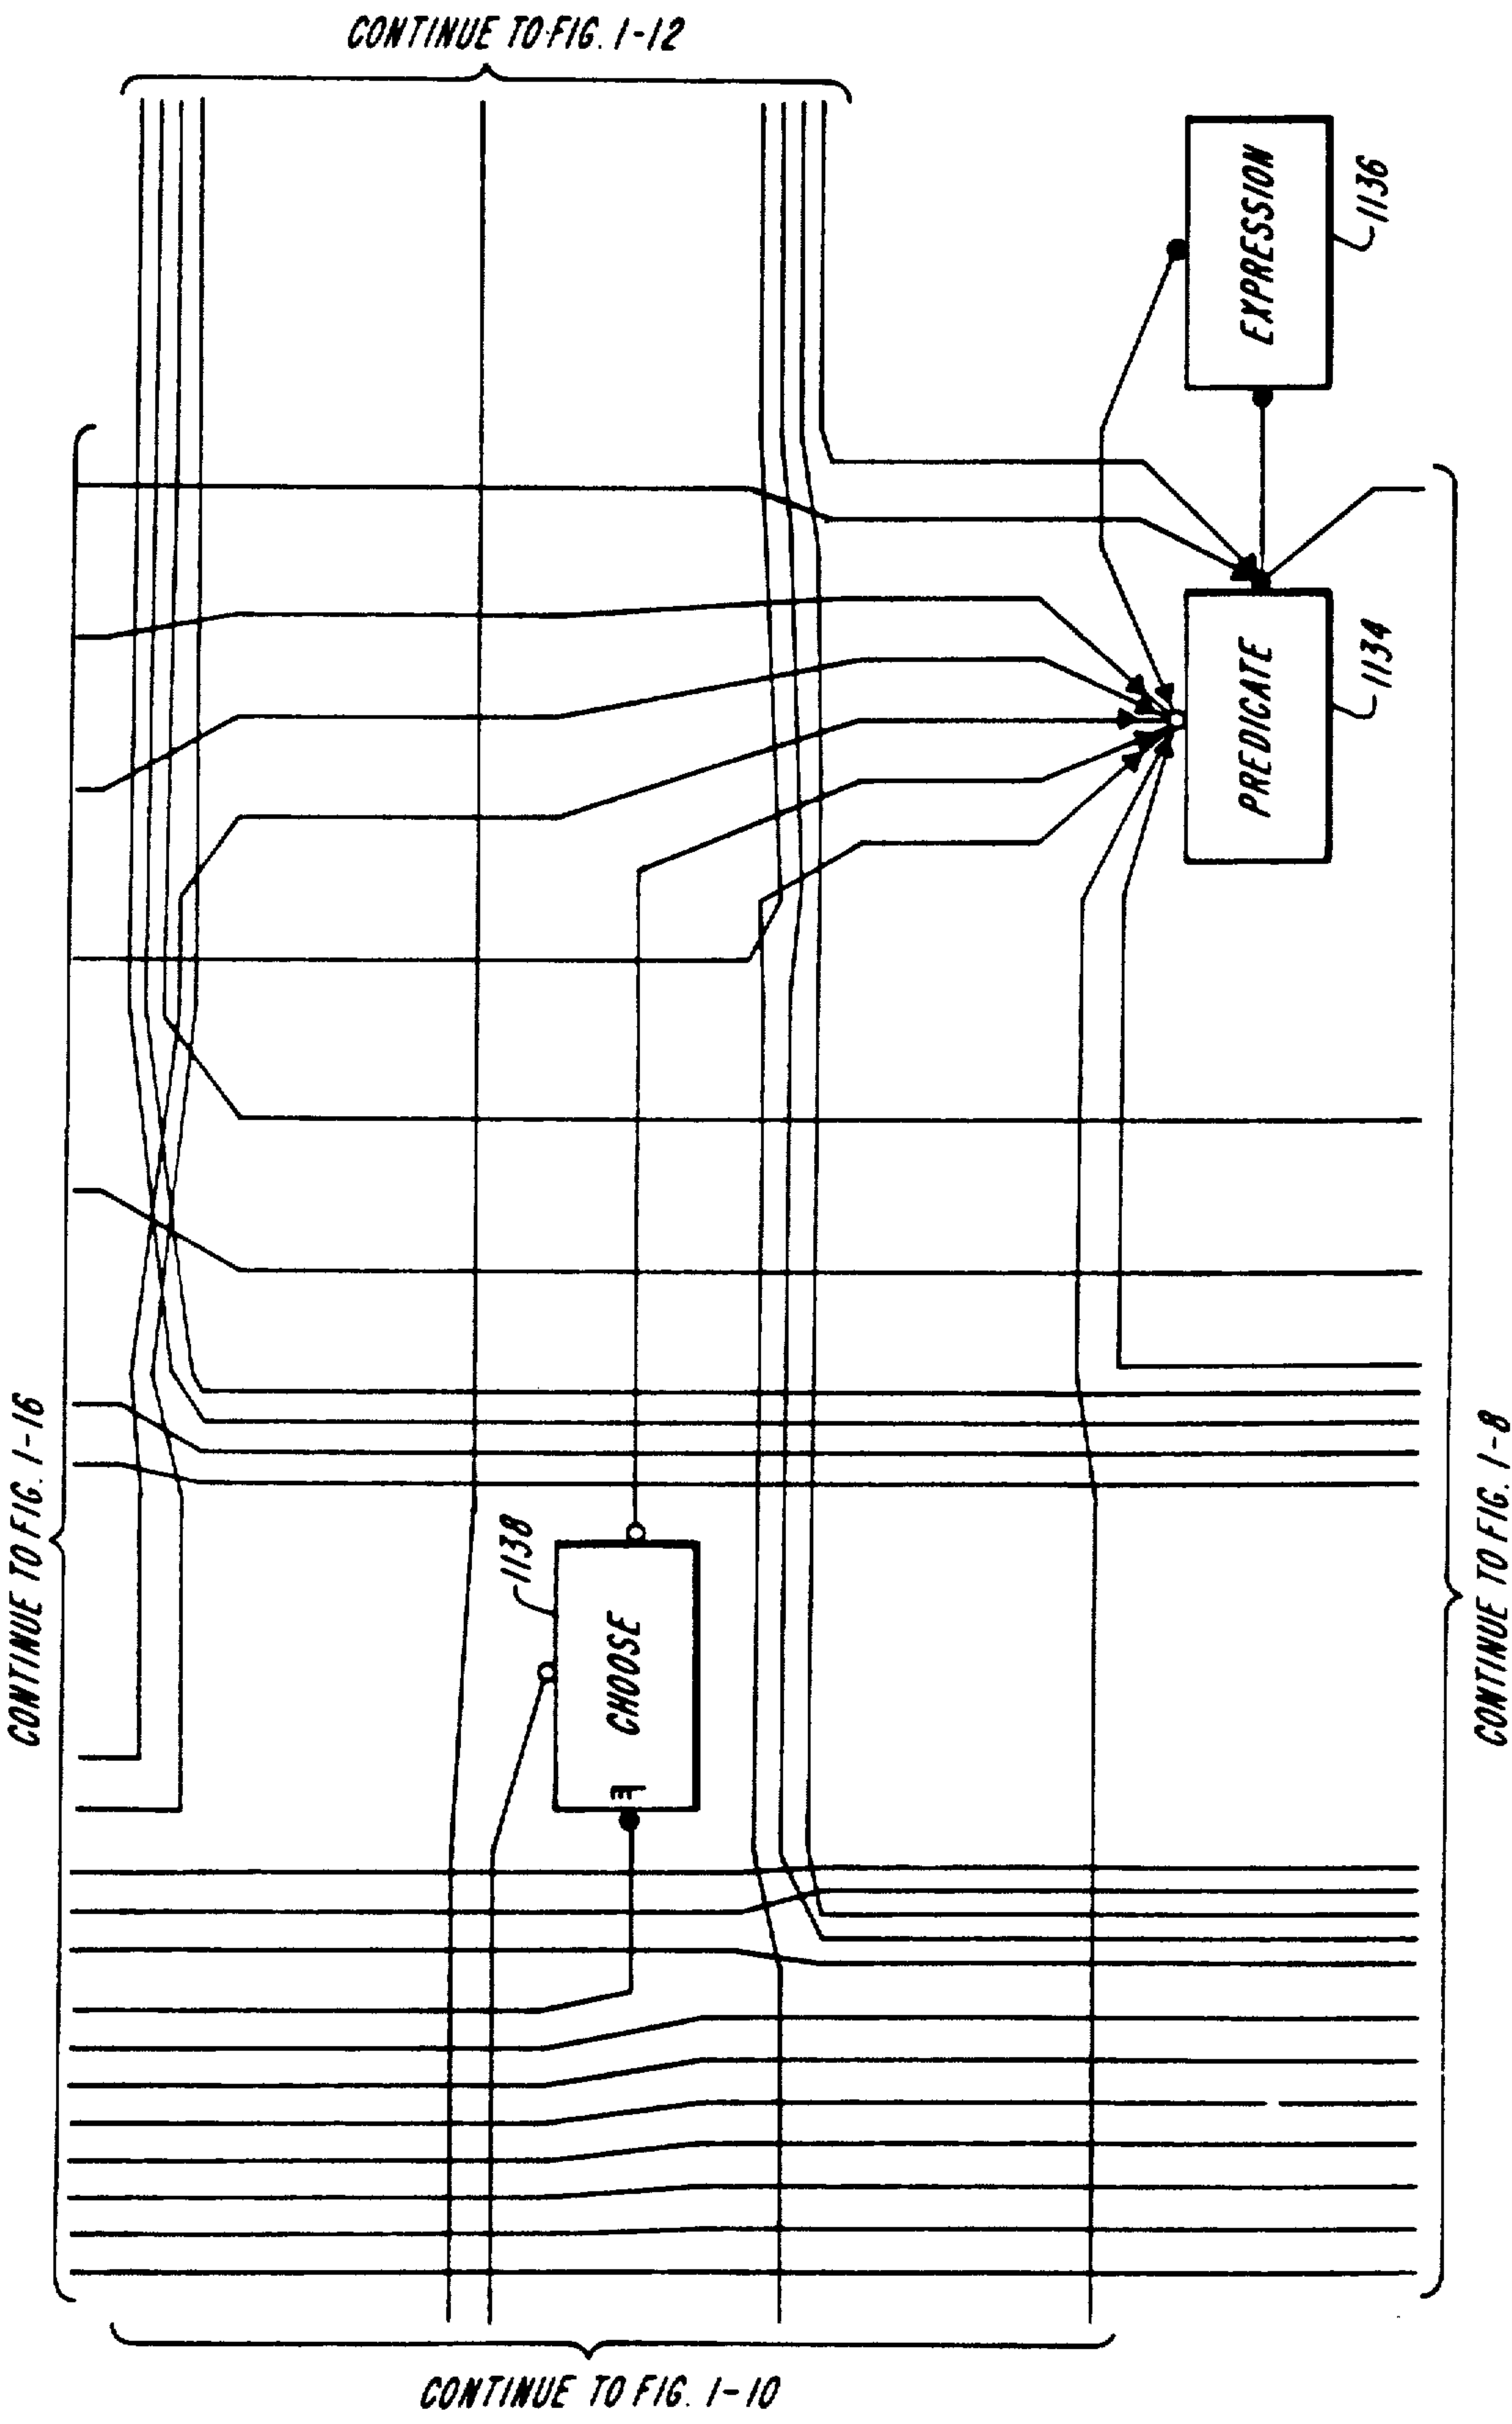 CONTINUE TO FIG. 1-12
EXPRESSION
1136
PREDICATE
1134
CONTINUE TO FIG. 1-16
1138
CHOOSE
E
CONTINUE TO FIG. 1-8
CONTINUE TO FIG. 1-10